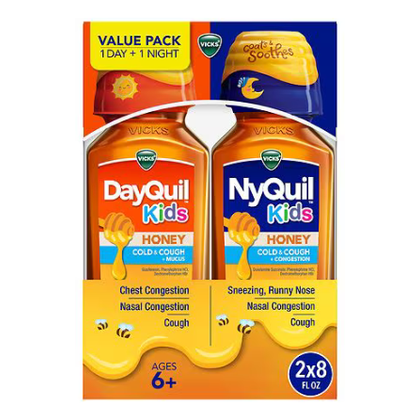 VALUE PACK
1 DAY + 1 NIGHT
VICKS
coats &
Soothes
VICKS
VICKS
VICKS
DayQuil
Kids
HONEY
COLD & COUGH
+ MUCUS
VICKS
NyQuil
Kids
HONEY
COLD & COUGH
+ CONGESTION
Chest Congestion
Nasal Congestion
Cough
Sneezing, Runny Nose
Nasal Congestion
Cough
AGES
6+
2x8
FL OZ